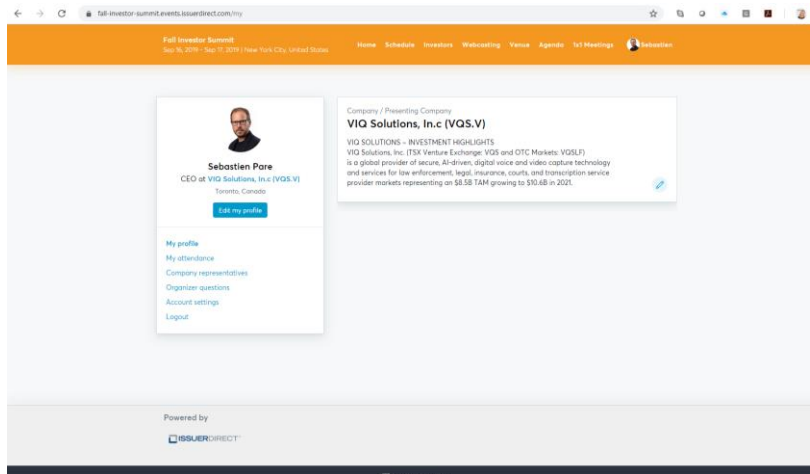 fall-investor-summit.events.issuerdirect.com/my
Fall Investor Summit
Sep 16, 2019 - Sep 17, 2019 | New York City, United States
Home Schedule Investors Webcasting Venue Agenda 1x1 Meetings Sebastien
Sebastien Pare
CEO at VIQ Solutions, In.c (VQS.V)
Toronto, Canada
Edit my profile
My profile
My attendance
Company representatives
Organizer questions
Account settings
Logout
Company / Presenting Company
VIQ Solutions, In.c (VQS.V)
VIQ SOLUTIONS – INVESTMENT HIGHLIGHTS
VIQ Solutions, Inc. (TSX Venture Exchange: VQS and OTC Markets: VQSLF)
is a global provider of secure, AI-driven, digital voice and video capture technology
and services for law enforcement, legal, insurance, courts, and transcription service
provider markets representing an $8.5B TAM growing to $10.6B in 2021.
Powered by
ISSUERDIRECT